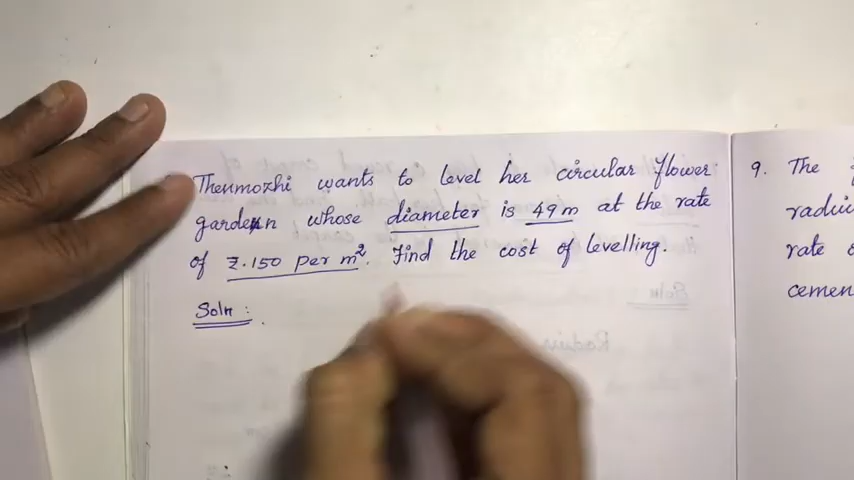 Thenmozhi wants to level her circular flower
garden whose diameter is 49m at the rate
of ₹.150 per m². Find the cost of levelling.
Soln:
9. The
radius
rate
cemen